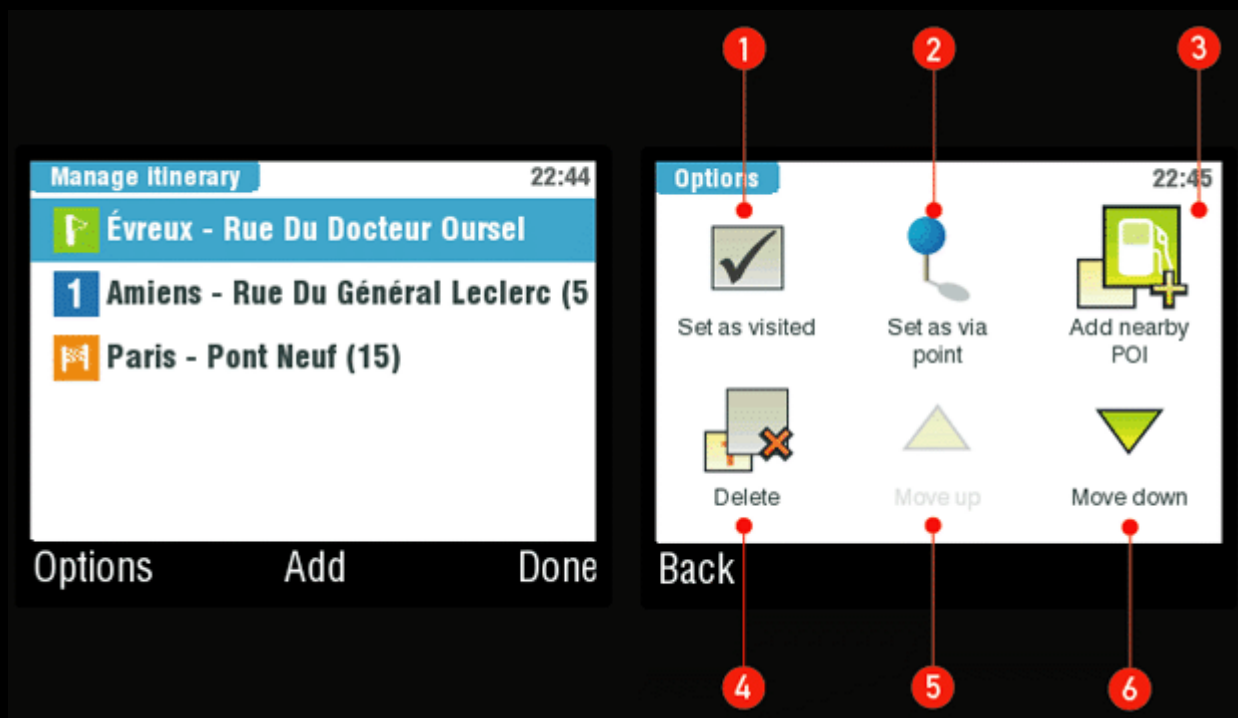 1 2 3
Manage itinerary 22:44
Évreux - Rue Du Docteur Oursel
1 Amiens - Rue Du Général Leclerc (5
Paris - Pont Neuf (15)
Options Add Done
Options 22:45
Set as visited
Set as via
point
Add nearby
POI
Delete
Move up
Move down
Back
4 5 6